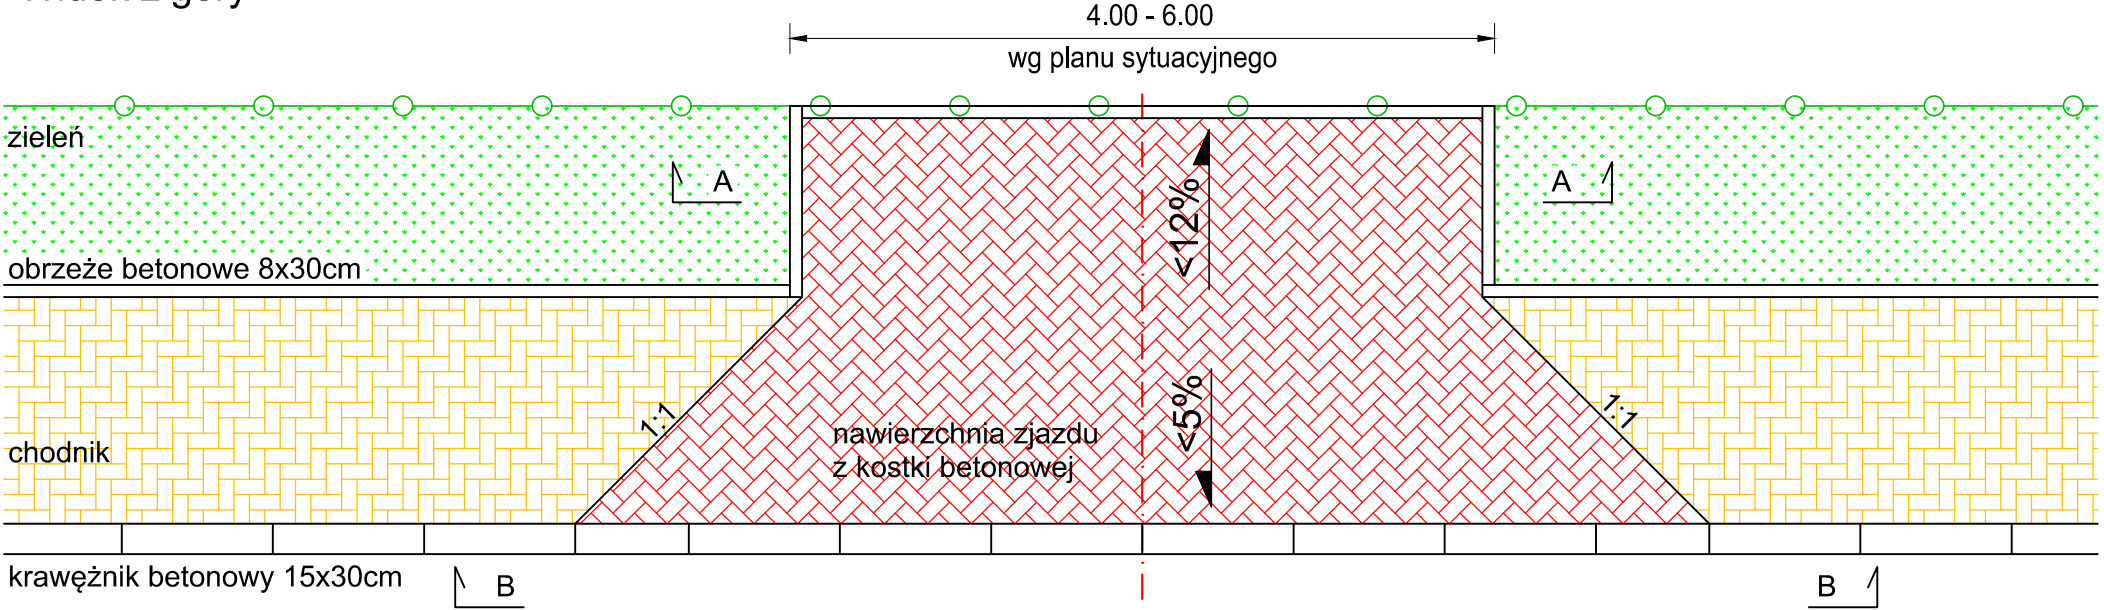 4.00 - 6.00
wg planu sytuacyjnego
zieleń
A
A
<12%
obrzeże betonowe 8x30cm
1:1
<5%
1:1
nawierzchnia zjazdu
z kostki betonowej
chodnik
krawężnik betonowy 15x30cm
B
B